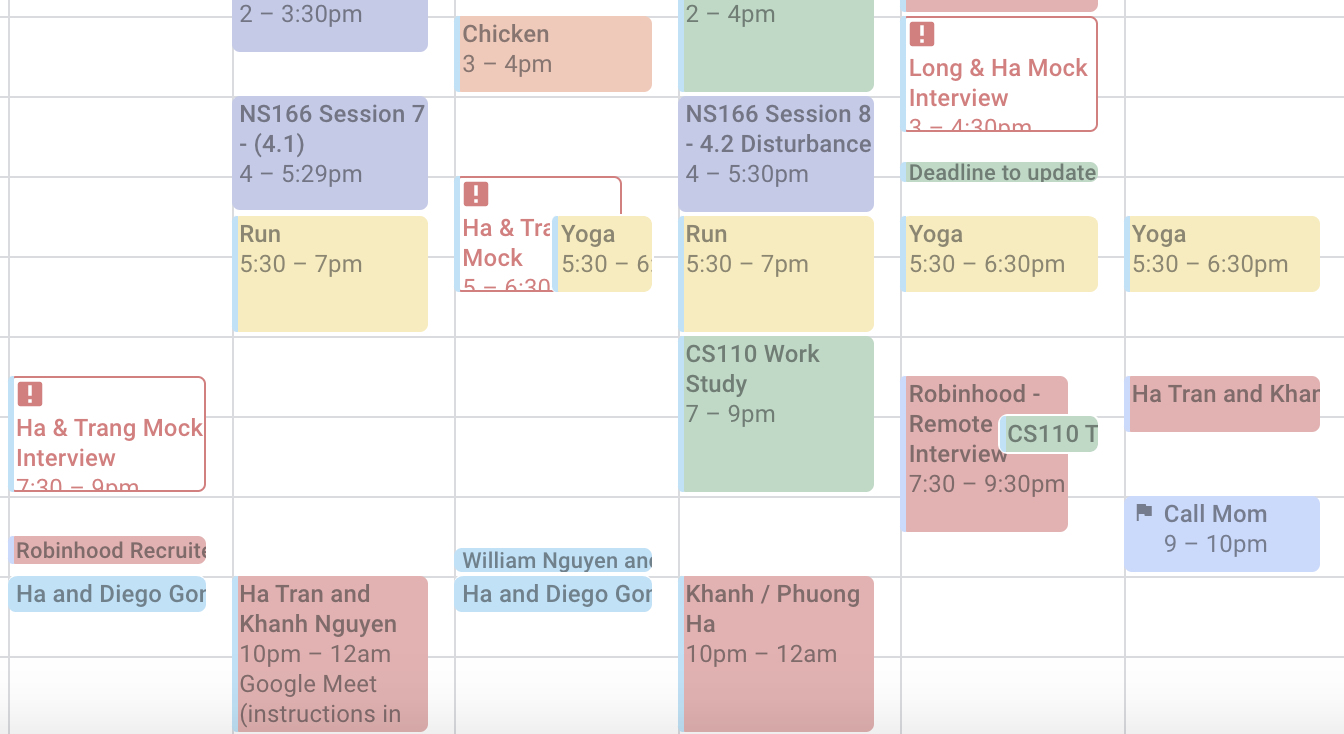 2 – 3:30pm
Chicken
3 – 4pm
2 – 4pm
Long & Ha Mock
Interview
3 – 4:30pm
NS166 Session 7
- (4.1)
4 – 5:29pm
NS166 Session 8
- 4.2 Disturbance
4 – 5:30pm
Deadline to update
Ha & Tra
Mock
5 – 6:30
Run
5:30 – 7pm
Yoga
5:30 – 6:
Run
5:30 – 7pm
Yoga
5:30 – 6:30pm
Yoga
5:30 – 6:30pm
CS110 Work
Study
7 – 9pm
Ha & Trang Mock
Interview
7:30 – 9pm
Robinhood -
Remote
Interview
7:30 – 9:30pm
CS110 T
Ha Tran and Khan
Call Mom
9 – 10pm
Robinhood Recruite
Ha and Diego Gor
Ha Tran and
Khanh Nguyen
10pm – 12am
Google Meet
(instructions in
William Nguyen and
Ha and Diego Gor
Khanh / Phuong
Ha
10pm – 12am